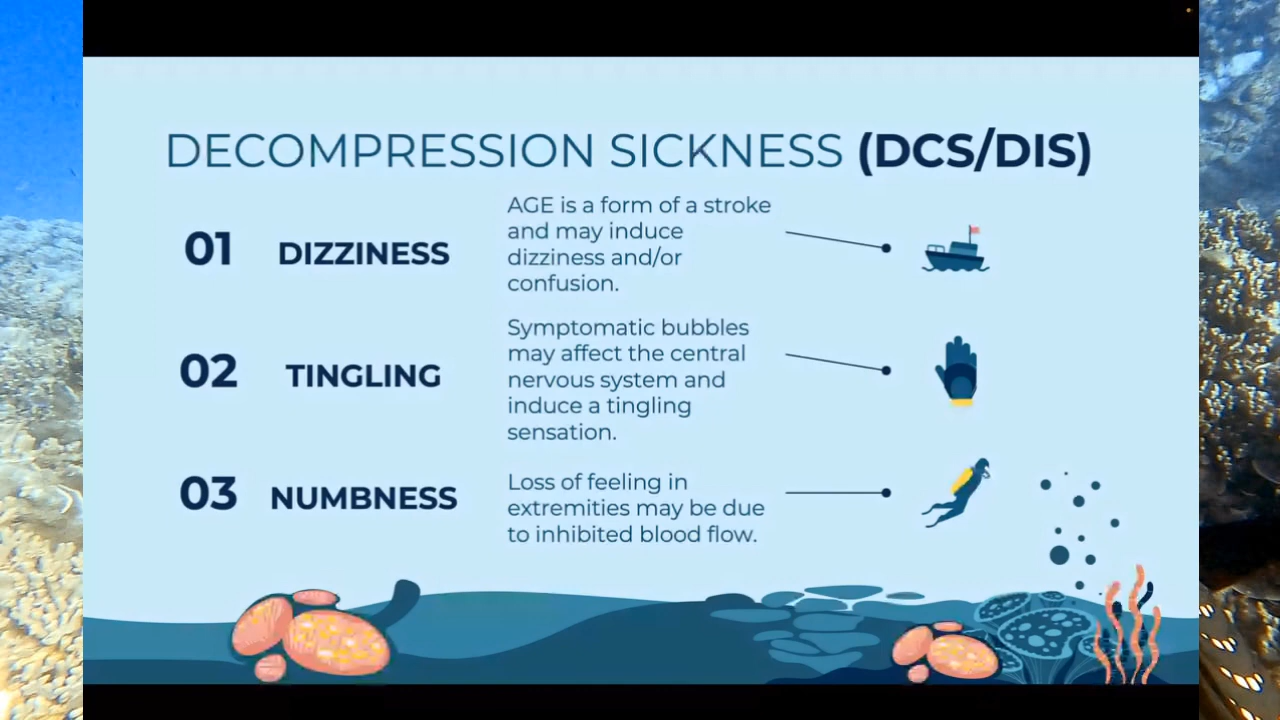 DECOMPRESSION SICKNESS (DCS/DIS)
01 DIZZINESS
AGE is a form of a stroke
and may induce
dizziness and/or
confusion.
02 TINGLING
Symptomatic bubbles
may affect the central
nervous system and
induce a tingling
sensation.
03 NUMBNESS
Loss of feeling in
extremities may be due
to inhibited blood flow.